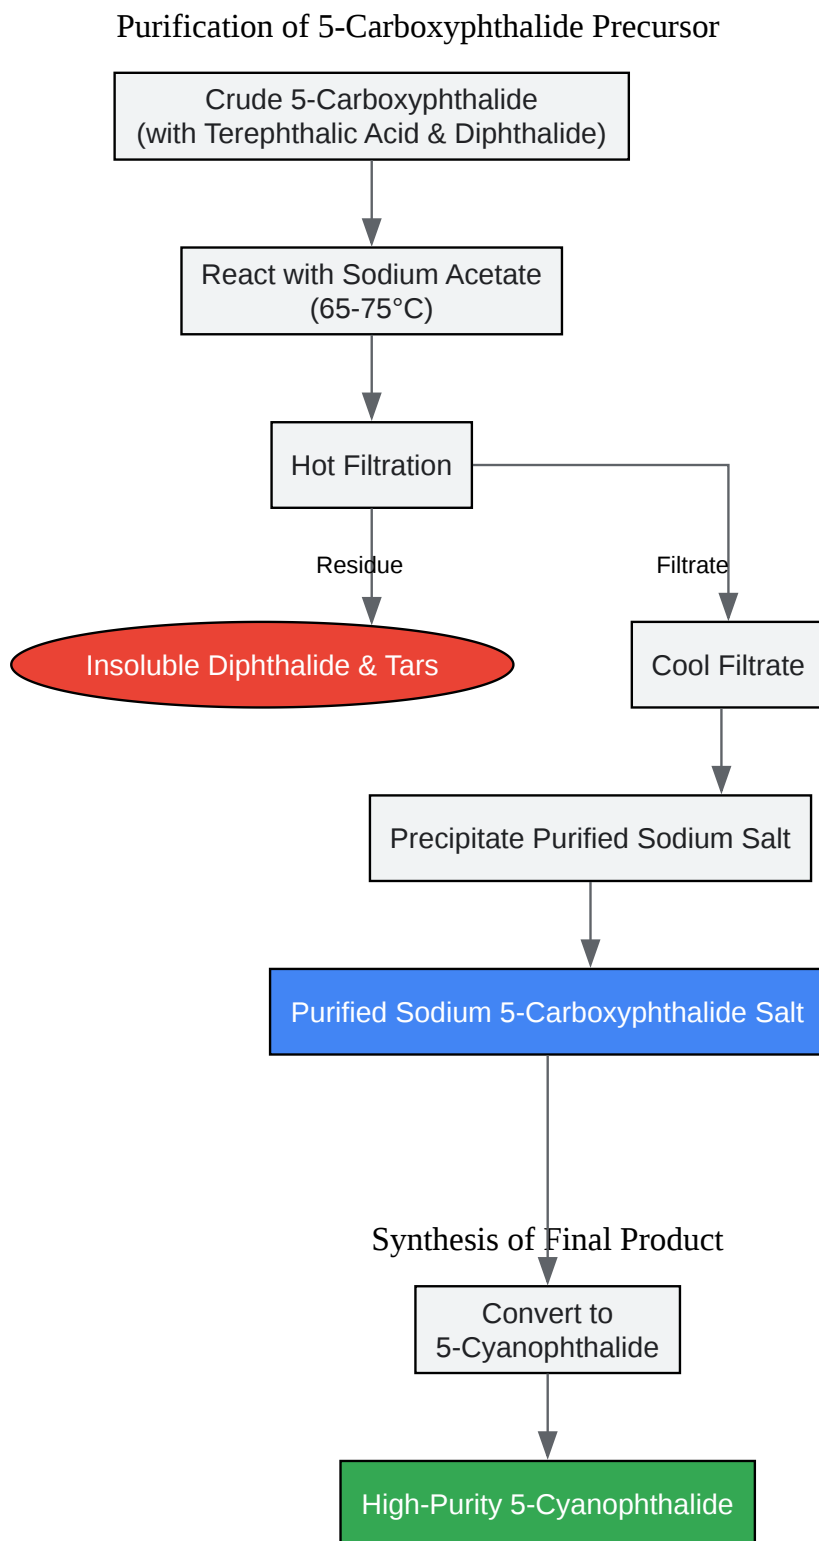 Purification of 5-Carboxyphthalide Precursor
Crude 5-Carboxyphthalide
(with Terephthalic Acid & Diphthalide)
React with Sodium Acetate
(65-75°C)
Hot Filtration
Residue
Filtrate
Insoluble Diphthalide & Tars
Cool Filtrate
Precipitate Purified Sodium Salt
Purified Sodium 5-Carboxyphthalide Salt
Synthesis of Final Product
Convert to
5-Cyanophthalide
High-Purity 5-Cyanophthalide